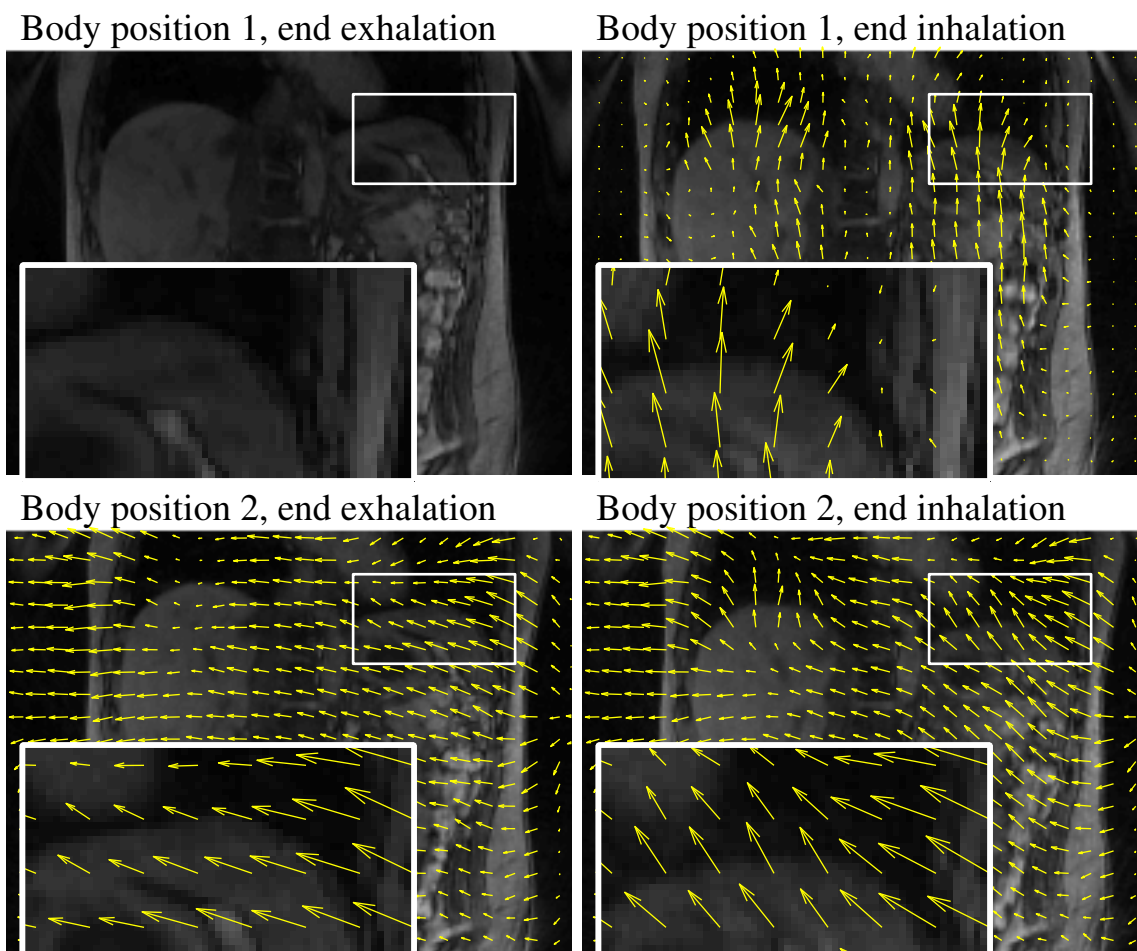 Body position 1, end exhalation
Body position 1, end inhalation
Body position 2, end exhalation
Body position 2, end inhalation